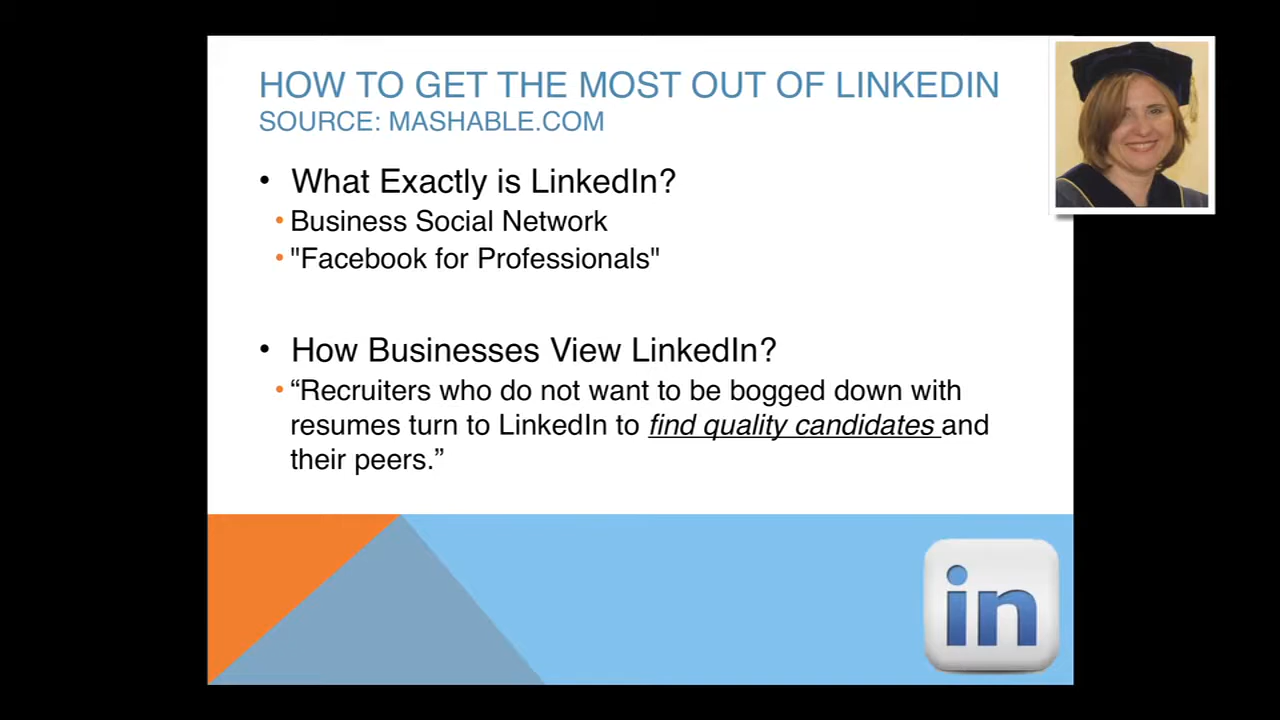 HOW TO GET THE MOST OUT OF LINKEDIN
SOURCE: MASHABLE.COM
• What Exactly is LinkedIn?
• Business Social Network
• "Facebook for Professionals"
• How Businesses View LinkedIn?
• “Recruiters who do not want to be bogged down with
resumes turn to LinkedIn to find quality candidates and
their peers.”
in